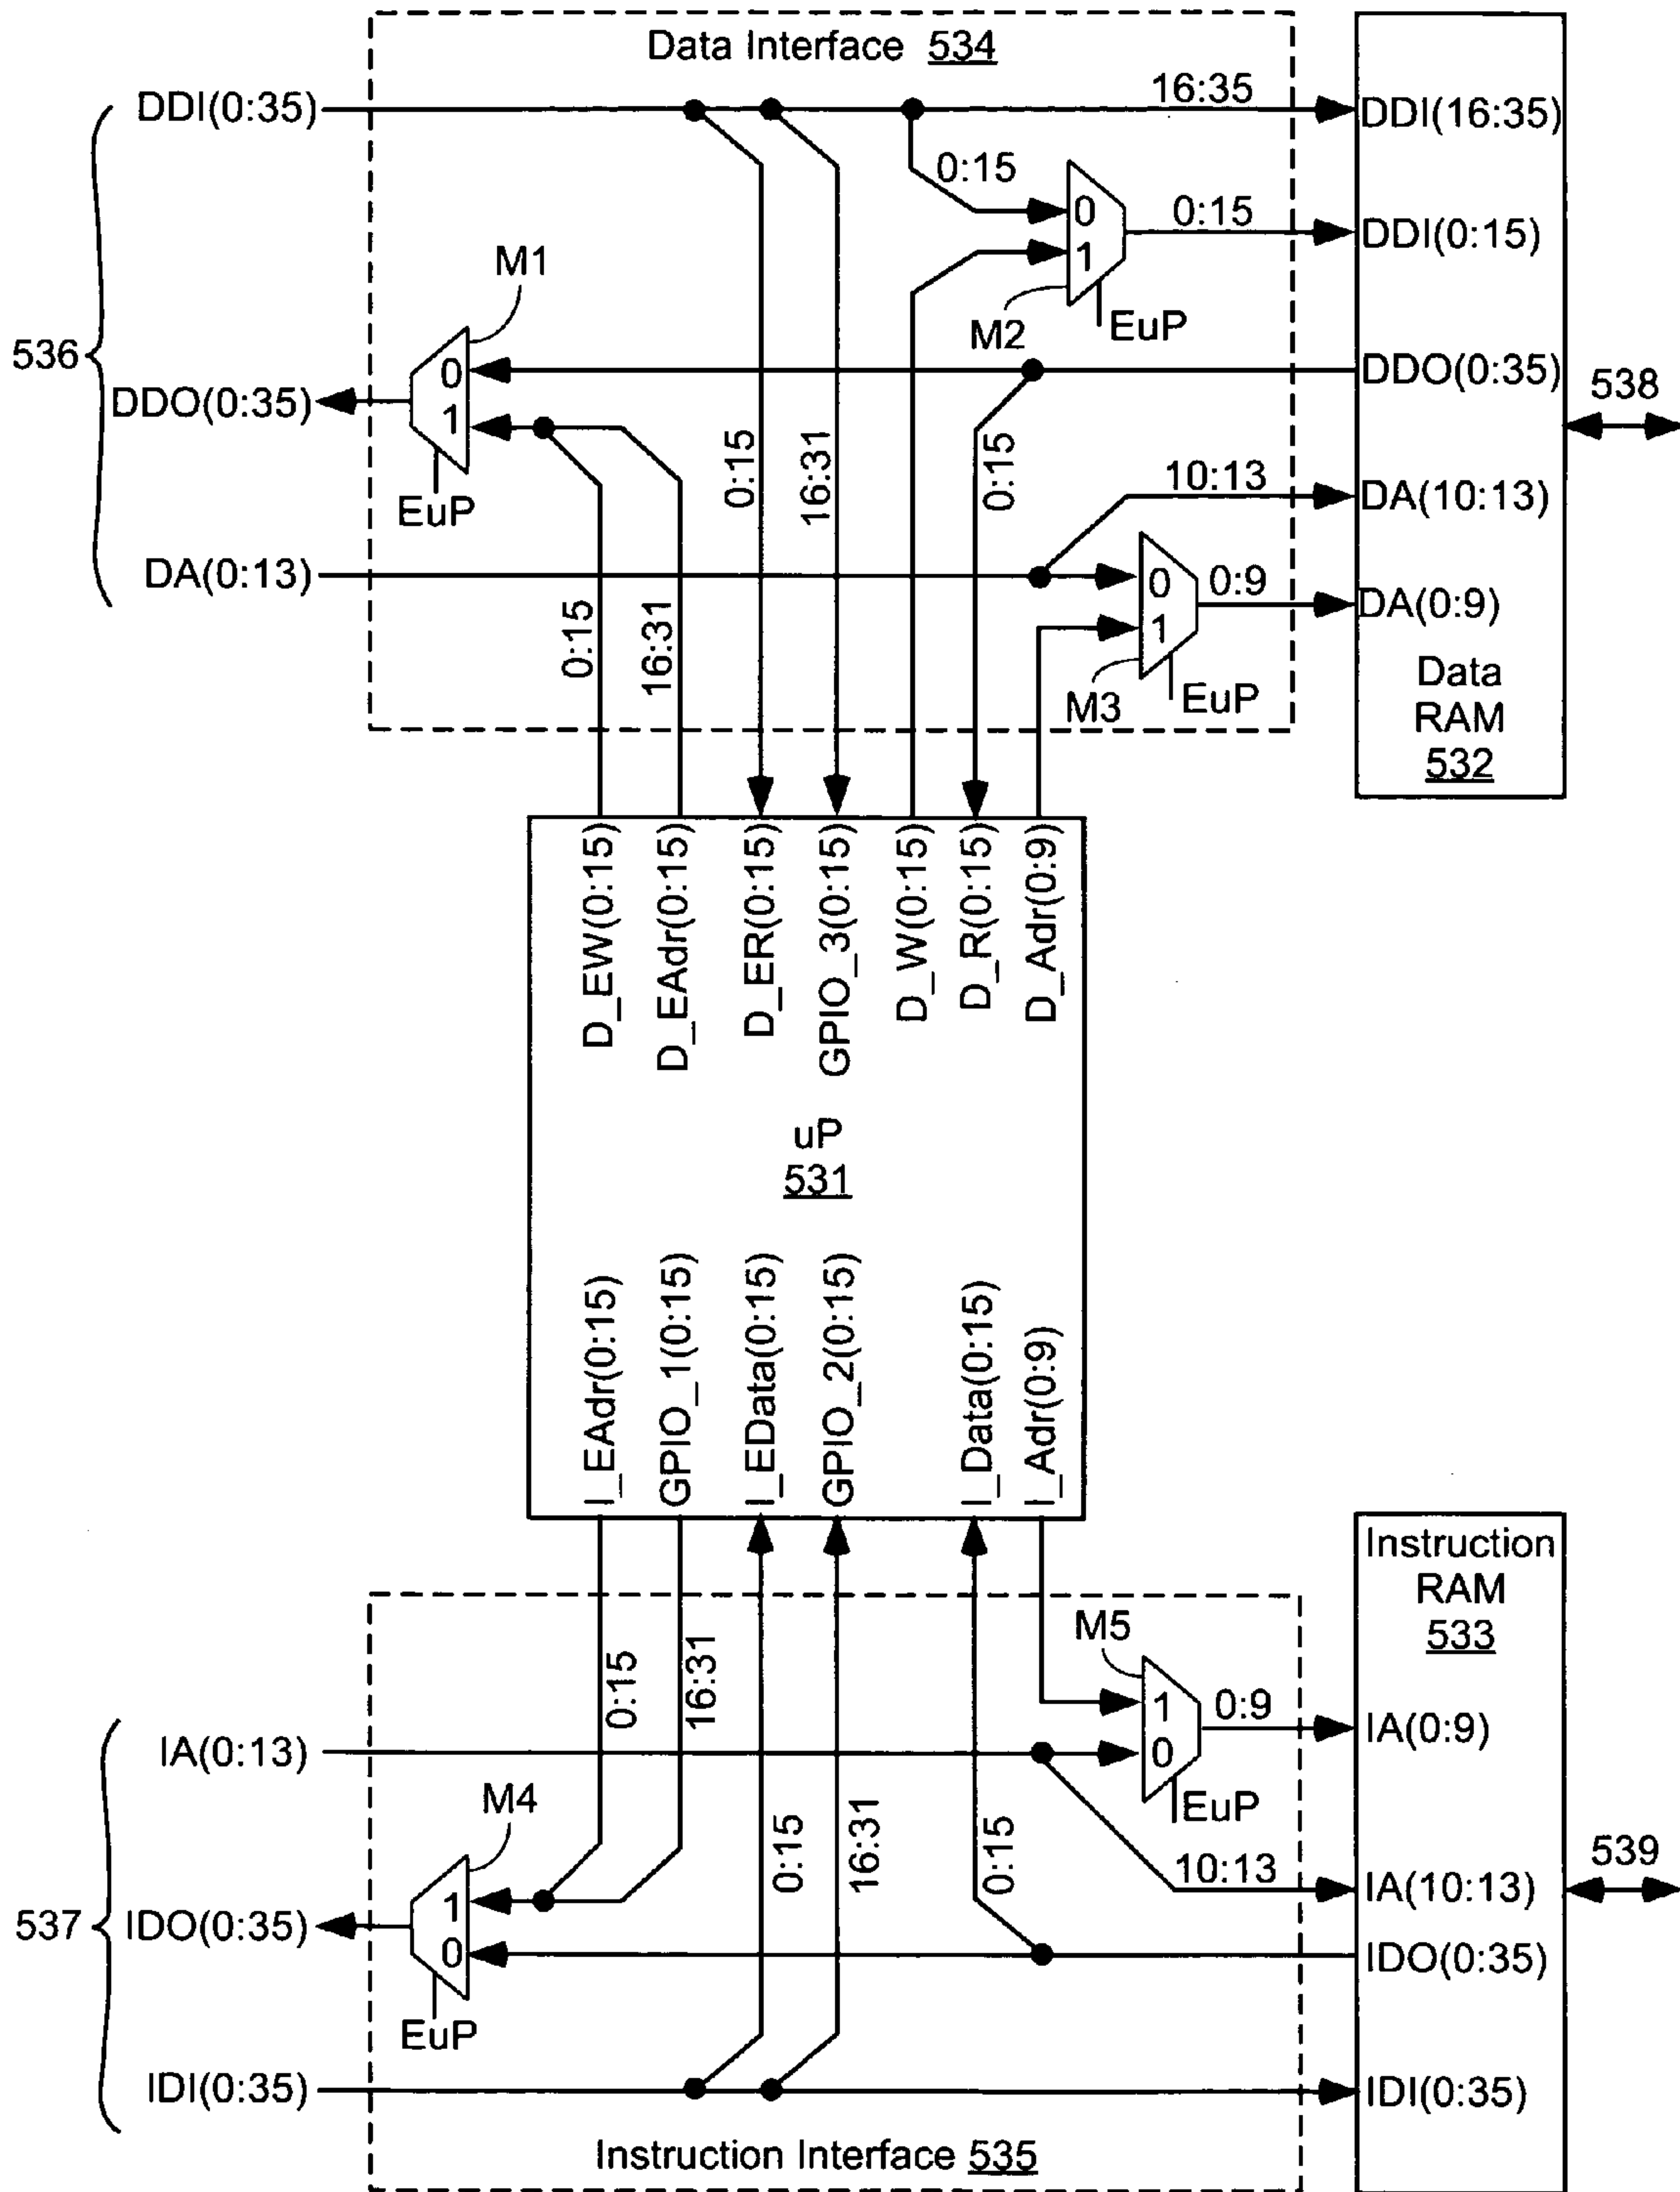 Data Interface 534
DDI(0:35)
16:35
DDI(16:35)
0:15
0
1
0:15
DDI(0:15)
M1
M2
EuP
536
0
1
DDO(0:35)
DDO(0:35)
538
EuP
0:15
16:31
0:15
10:13
DA(10:13)
DA(0:13)
0
1
0:9
DA(0:9)
0:15
16:31
M3
EuP
Data
RAM
532
D_EW(0:15)
D_EAdr(0:15)
D_ER(0:15)
GPIO_3(0:15)
D_W(0:15)
D_R(0:15)
D_Adr(0:9)
uP
531
I_EAdr(0:15)
GPIO_1(0:15)
I_EData(0:15)
GPIO_2(0:15)
I_Data(0:15)
I_Adr(0:9)
Instruction
RAM
533
M5
0:15
16:31
1
0
0:9
IA(0:9)
IA(0:13)
EuP
M4
0:15
16:31
0:15
10:13
IA(10:13)
539
537
1
0
IDO(0:35)
IDO(0:35)
EuP
IDI(0:35)
IDI(0:35)
Instruction Interface 535